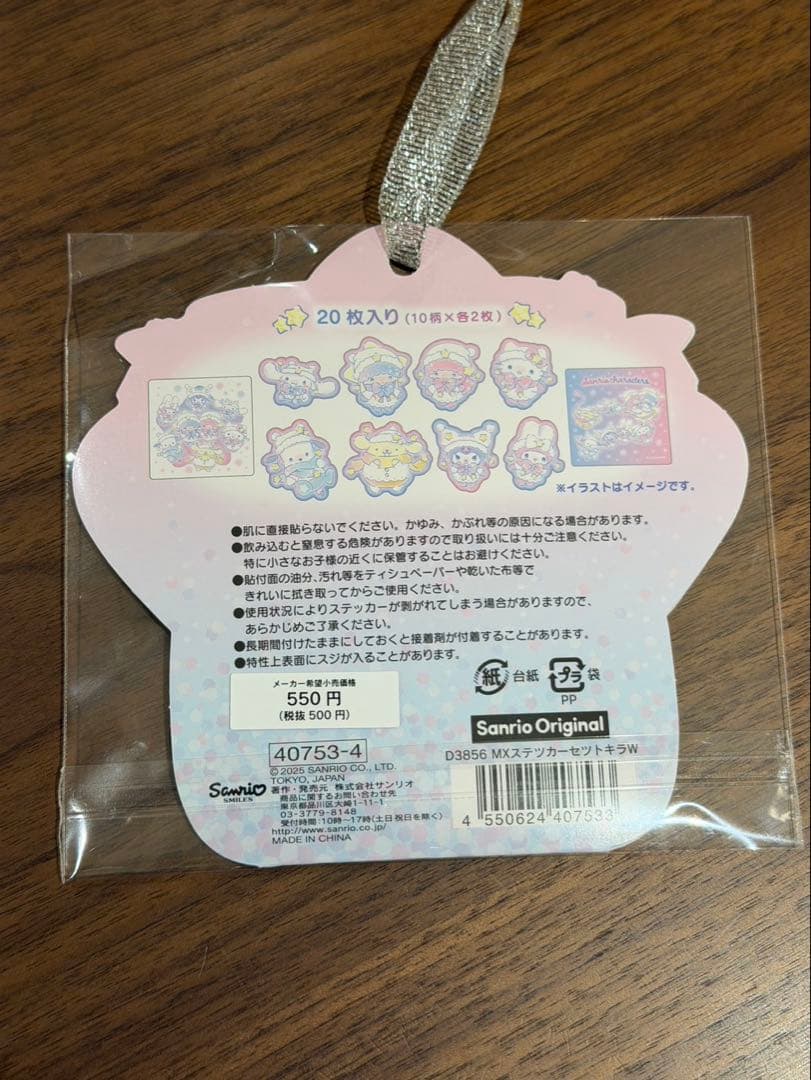 20枚入り(10柄×各2枚)
Sanrio characters
※イラストはイメージです。
●肌に直接貼らないでください。かゆみ、かぶれ等の原因になる場合があります。
●飲み込むと窒息する危険がありますので取り扱いには十分ご注意ください。
特に小さなお子様の近くに保管することはお避けください。
●貼付面の油分、汚れ等をティシュペーパーや乾いた布等で
きれいに拭き取ってからご使用ください。
●使用状況によりステッカーが剥がれてしまう場合がありますので、
あらかじめご了承ください。
●長期間付けたままにしておくと接着剤が付着することがあります。
●特性上表面にスジが入ることがあります。
メーカー希望小売価格
550円
(税抜500円)
紙 台紙 プラ 袋
PP
Sanrio Original
40753-4
D3856 MXステツカーセツトキラW
Sanrio
SMILES
© 2025 SANRIO CO., LTD.
TOKYO, JAPAN
著作・発売元 株式会社サンリオ
商品に関するお問い合わせ先
東京都品川区大崎1-11-1
03-3779-8148
受付時間:10時~17時(土日祝日を除く)
http://www.sanrio.co.jp/
MADE IN CHINA
4 550624 407533